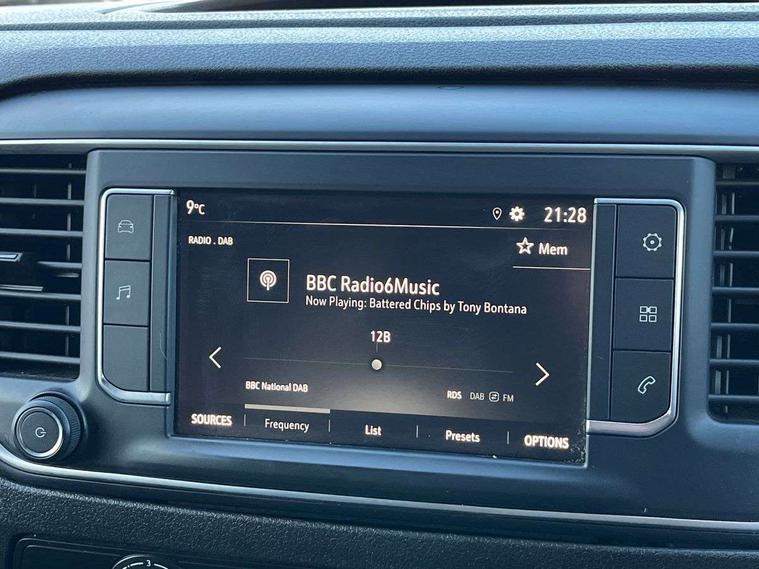 9°C
21:28
RADIO . DAB
Mem
BBC Radio6Music
Now Playing: Battered Chips by Tony Bontana
12B
BBC National DAB
RDS DAB FM
SOURCES Frequency List Presets OPTIONS
3